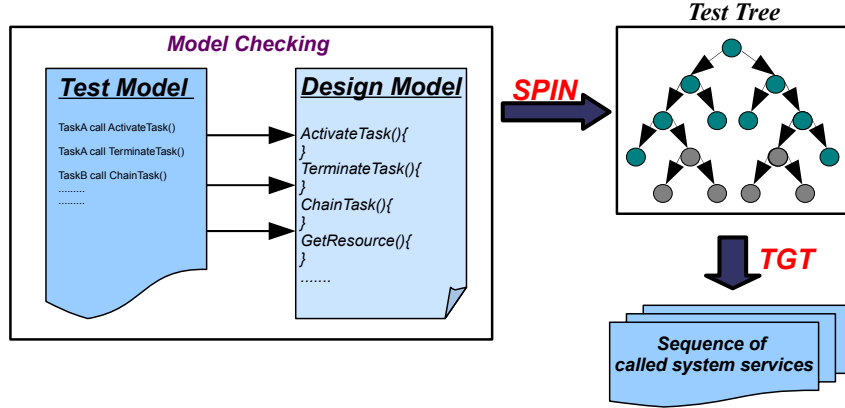 Test Tree
Model Checking
Test Model
TaskA call ActivateTask()
TaskA call TerminateTask()
TaskB call ChainTask()
.........
.........
Design Model
ActivateTask(){
}
TerminateTask(){
}
ChainTask(){
}
GetResource(){
}
.......
SPIN
TGT
Sequence of
called system services